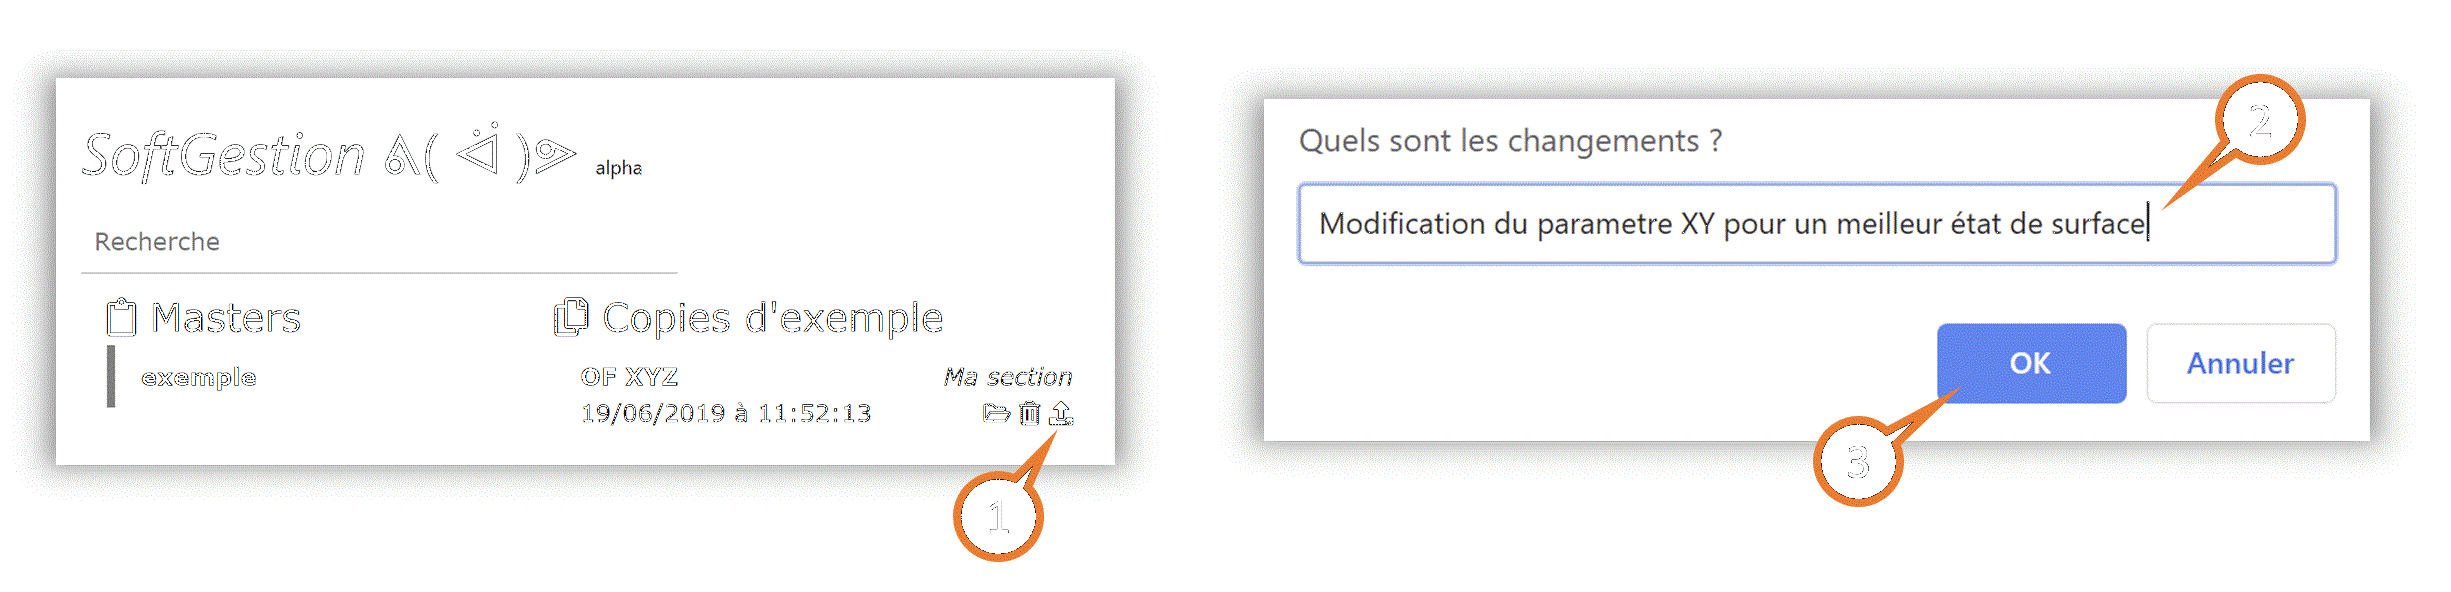 SoftGestion ᕕ( ᐛ )ᕗ alpha
Recherche
Masters
exemple
Copies d'exemple
OF XYZ
Ma section
19/06/2019 à 11:52:13
1
Quels sont les changements ?
2
Modification du parametre XY pour un meilleur état de surface
OK
Annuler
3